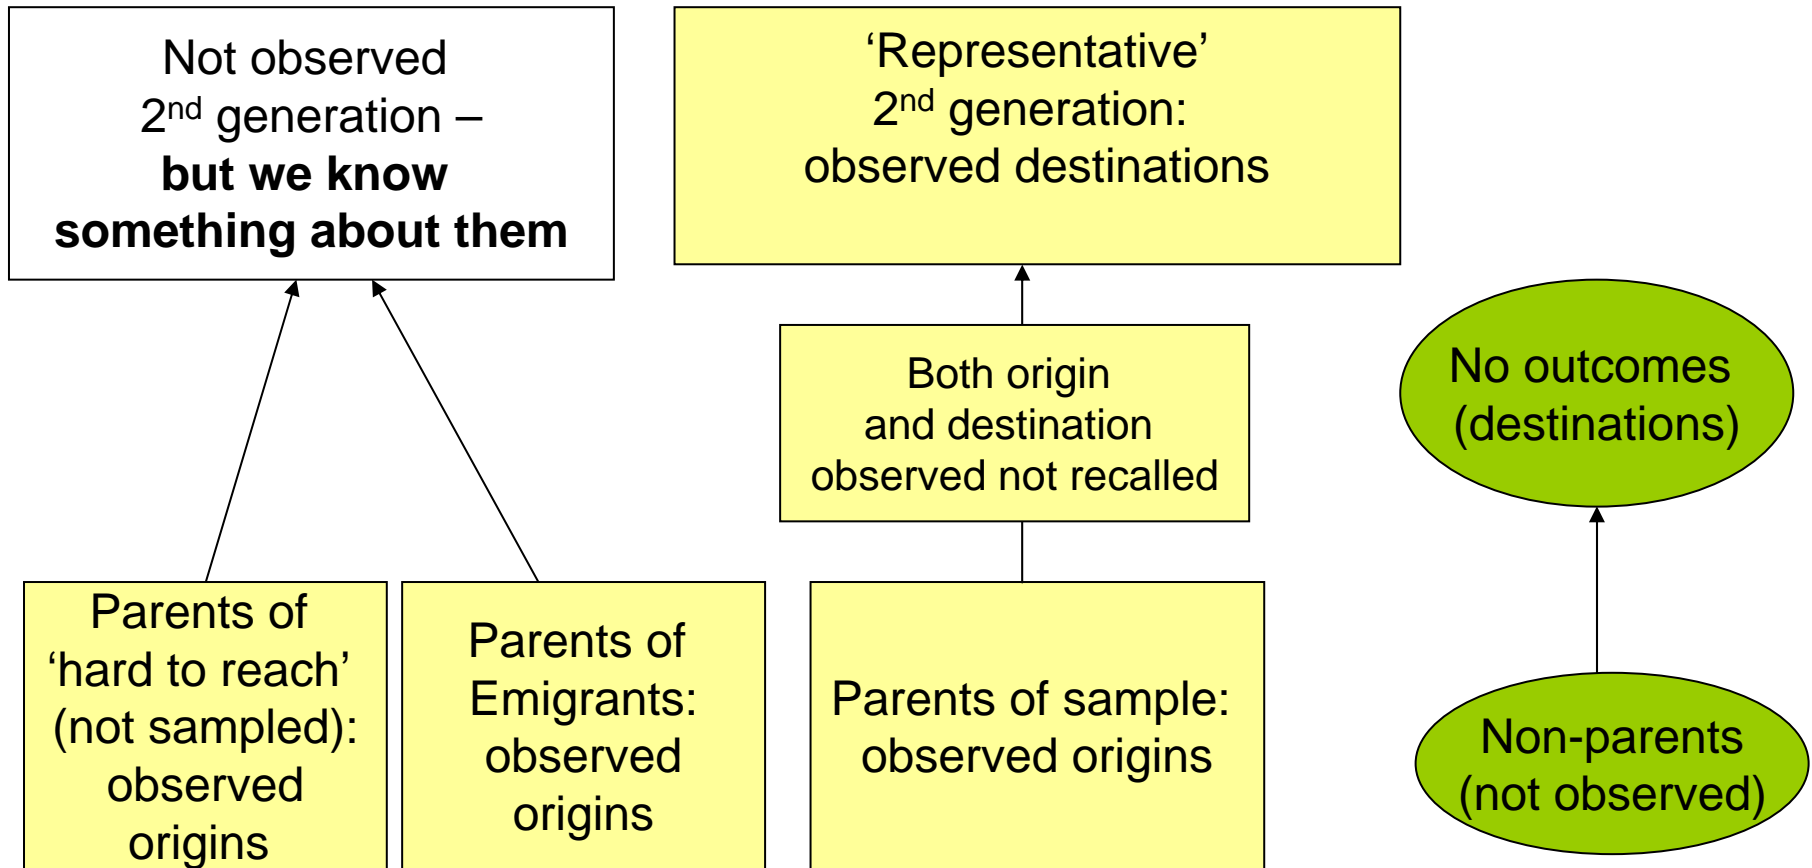 Not observed
2nd generation –
but we know
something about them
‘Representative’
2nd generation:
observed destinations
Both origin
and destination
observed not recalled
No outcomes
(destinations)
Parents of
‘hard to reach’
(not sampled):
observed
origins
Parents of
Emigrants:
observed
origins
Parents of sample:
observed origins
Non-parents
(not observed)